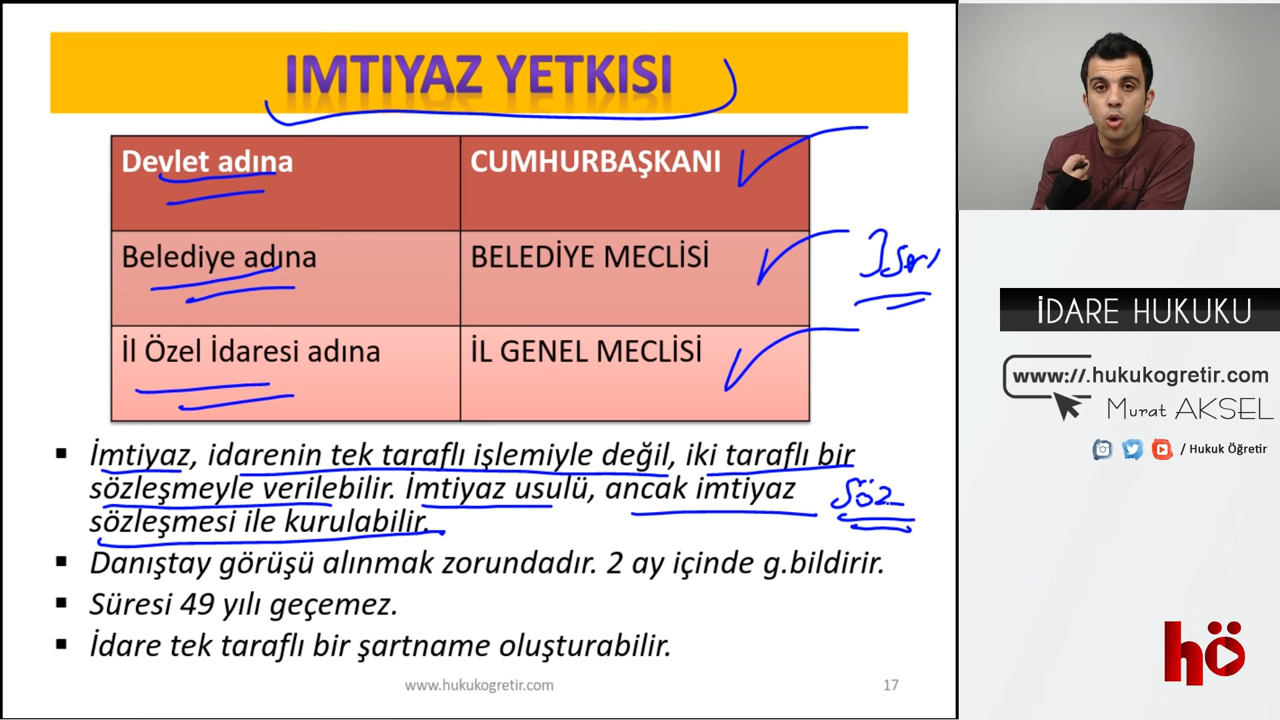 IMTIYAZ YETKISI
Devlet adına
CUMHURBAŞKANI
Belediye adına
BELEDİYE MECLİSİ
İl Özel İdaresi adına
İL GENEL MECLİSİ
İmtiyaz, idarenin tek taraflı işlemiyle değil, iki taraflı bir
sözleşmeyle verilebilir. İmtiyaz usulü, ancak imtiyaz
söz
sözleşmesi ile kurulabilir.
Danıştay görüşü alınmak zorundadır. 2 ay içinde g.bildirir.
Süresi 49 yılı geçemez.
İdare tek taraflı bir şartname oluşturabilir.
www.hukukogretir.com
17
İDARE HUKUKU
www://.hukukogretir.com
Murat AKSEL
/ Hukuk Öğretir
hö